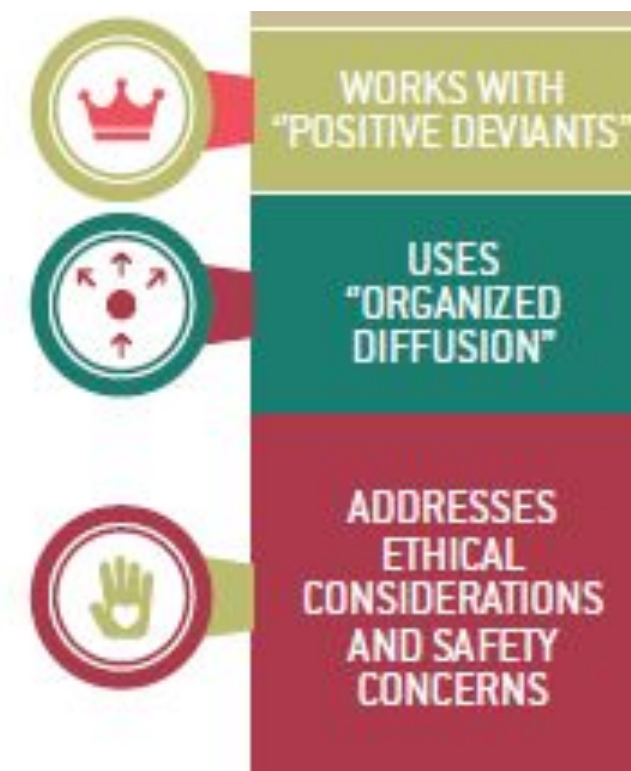 WORKS WITH
"POSITIVE DEVIANTS"
USES
"ORGANIZED
DIFFUSION"
ADDRESSES
ETHICAL
CONSIDERATIONS
AND SAFETY
CONCERNS